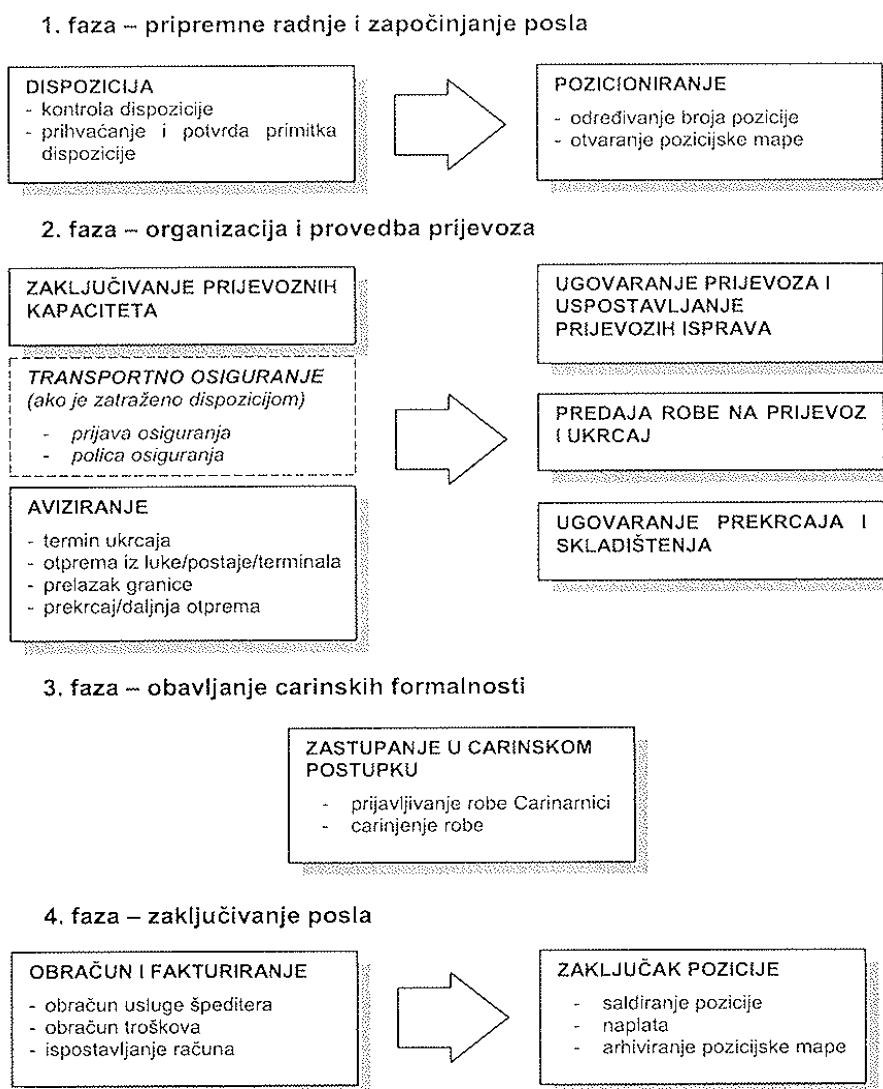 1. faza – pripremne radnje i započinjanje posla
DISPOZICIJA
- kontrola dispozicije
- prihvaćanje i potvrda primitka
dispozicije
POZICIONIRANJE
- određivanje broja pozicije
- otvaranje pozicijske mape
2. faza – organizacija i provedba prijevoza
ZAKLJUČIVANJE PRIJEVOZNIH
KAPACITETA
TRANSPORTNO OSIGURANJE
(ako je zatraženo dispozicijom)
- prijava osiguranja
- polica osiguranja
AVIZIRANJE
- termin ukrcaja
- otprema iz luke/postaje/terminala
- prelazak granice
- prekrcaj/daljnja otprema
UGOVARANJE PRIJEVOZA I
USPOSTAVLJANJE
PRIJEVOZIH ISPRAVA
PREDAJA ROBE NA PRIJEVOZ
I UKRCAJ
UGOVARANJE PREKRCAJA I
SKLADIŠTENJA
3. faza – obavljanje carinskih formalnosti
ZASTUPANJE U CARINSKOM
POSTUPKU
- prijavljivanje robe Carinarnici
- carinjenje robe
4. faza – zaključivanje posla
OBRAČUN I FAKTURIRANJE
- obračun usluge špeditera
- obračun troškova
- ispostavljanje računa
ZAKLJUČAK POZICIJE
- saldiranje pozicije
- naplata
- arhiviranje pozicijske mape